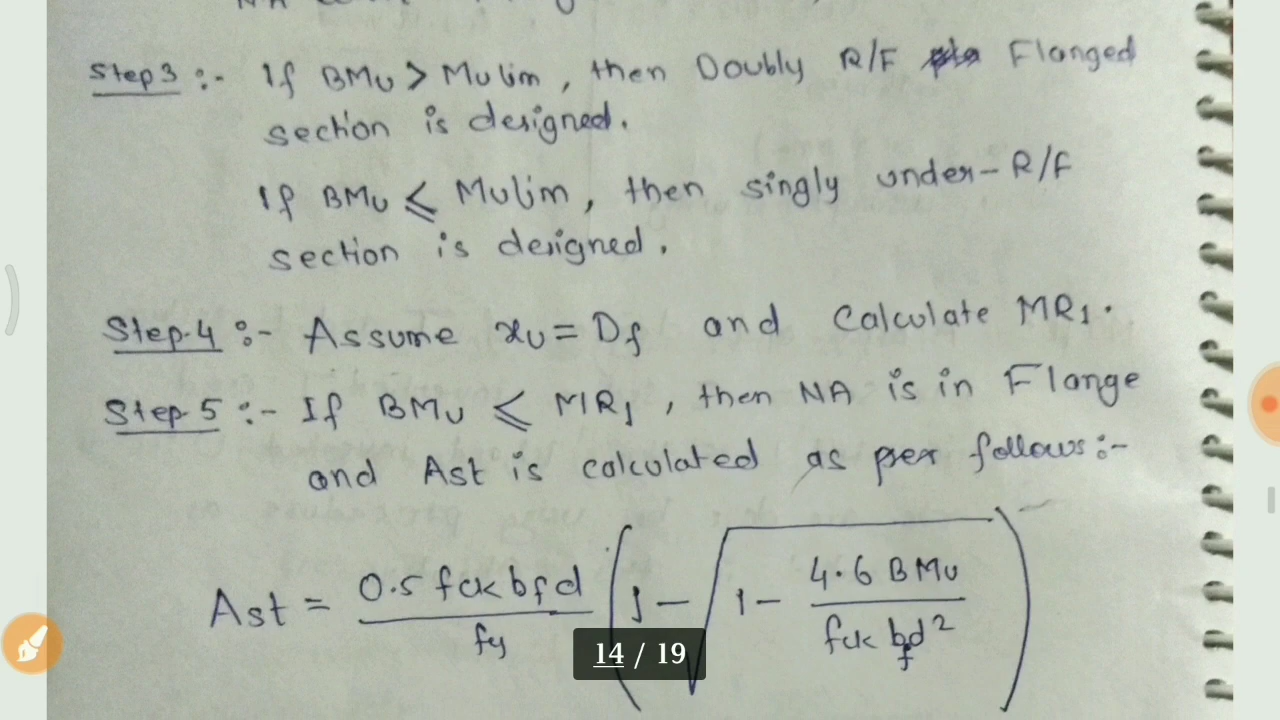 Step 3 :- If BMu > Mulim, then Doubly R/F Flanged
section is designed.
If BMu ≤ Mulim, then singly under-R/F
section is designed.
Step-4 :- Assume xu = Df and Calculate MR1.
Step-5 :- If BMu ≤ MR1, then NA is in Flange
and Ast is calculated as per follows :-
Ast = 0.5 fck bf d / fy (1 - √(1 - 4.6 BMu / fck bf d²))
14 / 19